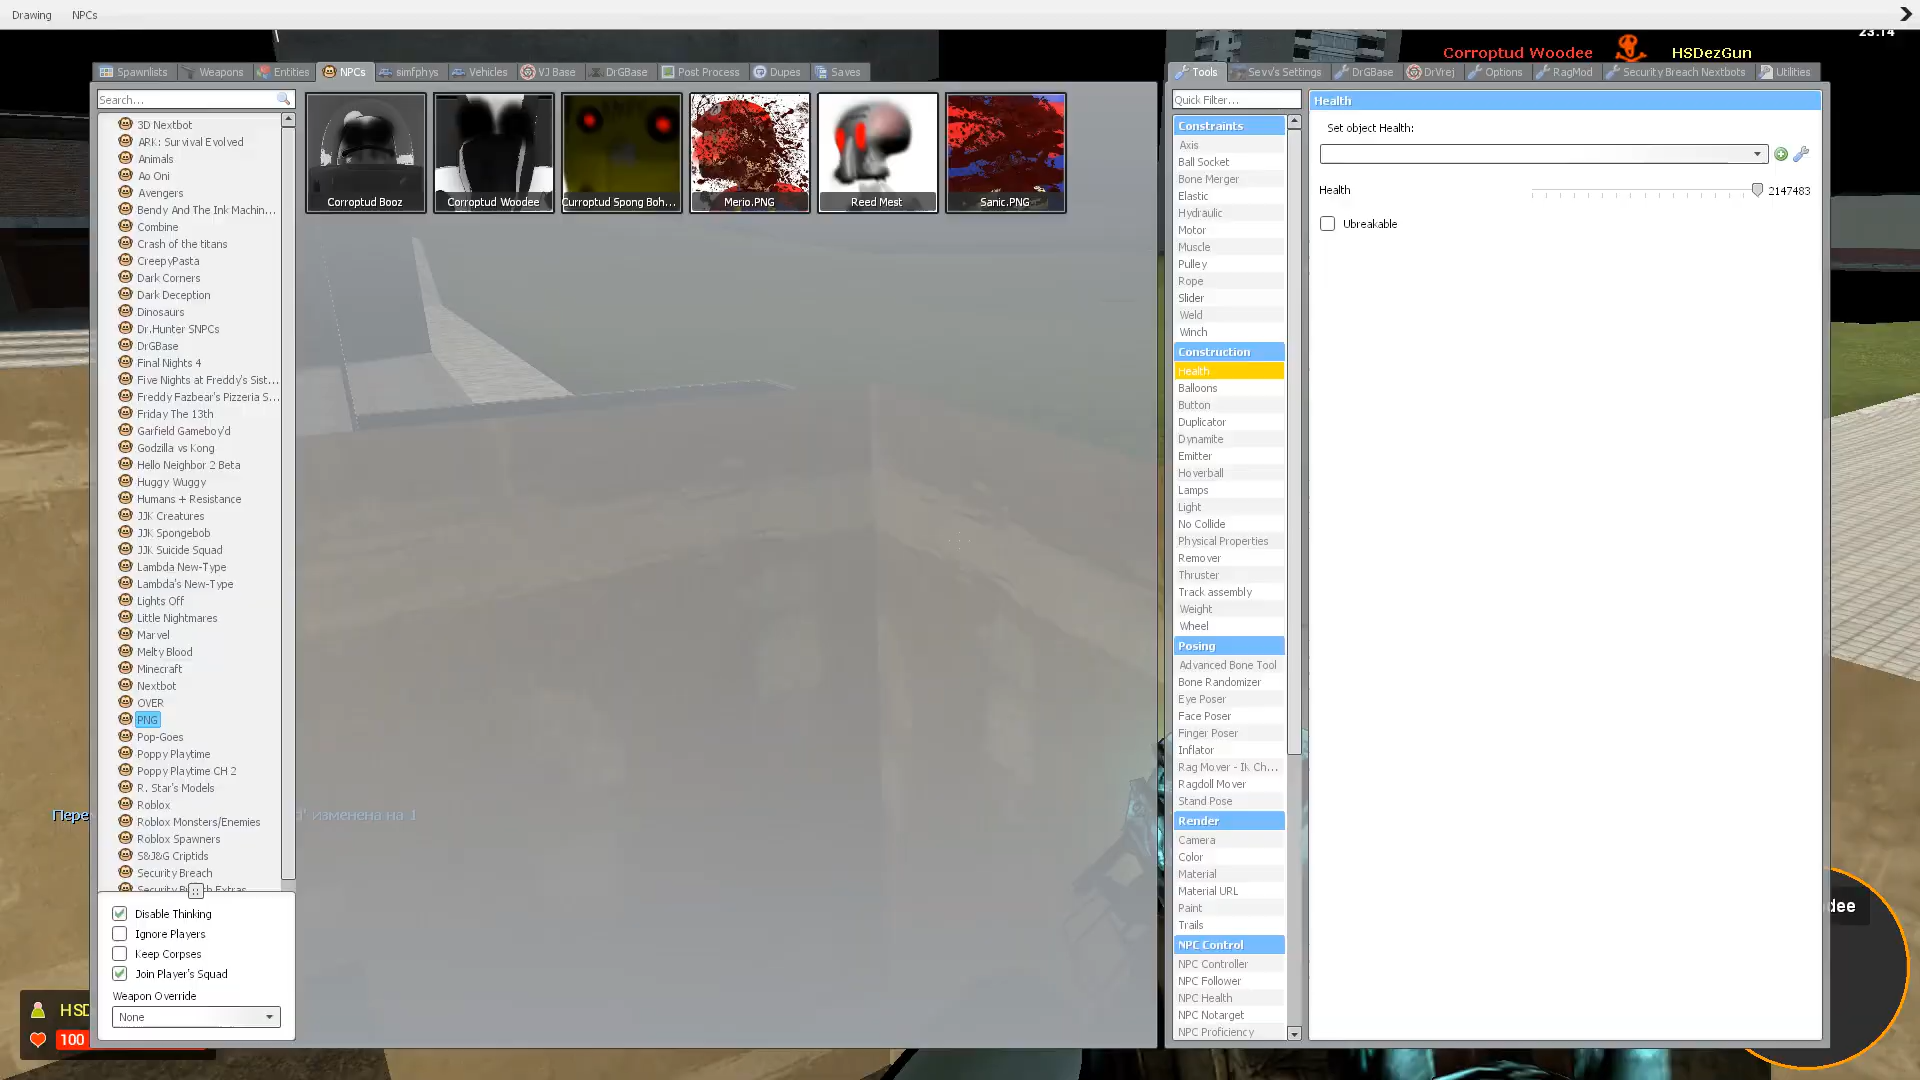 Drawing NPCs
23:14
Corroptud Woodee HSDezGun
Spawnlists Weapons Entities NPCs simfphys Vehicles VJ Base DrGBase Post Process Dupes Saves
Tools Sevv's Settings DrGBase DrVrej Options RagMod Security Breach Nextbots Utilities
Search...
3D Nextbot
ARK: Survival Evolved
Animals
Ao Oni
Avengers
Bendy And The Ink Machin...
Combine
Crash of the titans
CreepyPasta
Dark Corners
Dark Deception
Dinosaurs
Dr.Hunter SNPCs
DrGBase
Final Nights 4
Five Nights at Freddy's Sist...
Freddy Fazbear's Pizzeria S...
Friday The 13th
Garfield Gameboy'd
Godzilla vs Kong
Hello Neighbor 2 Beta
Huggy Wuggy
Humans + Resistance
JJK Creatures
JJK Spongebob
JJK Suicide Squad
Lambda New-Type
Lambda's New-Type
Lights Off
Little Nightmares
Marvel
Melty Blood
Minecraft
Nextbot
OVER
PNG
Pop-Goes
Poppy Playtime
Poppy Playtime CH 2
R. Star's Models
Roblox
Roblox Monsters/Enemies
Roblox Spawners
S&J&G Criptids
Security Breach
Security Breach Extras
Disable Thinking
Ignore Players
Keep Corpses
Join Player's Squad
Weapon Override
None
HSD
100
Corroptud Booz
Corroptud Woodee
Curroptud Spong Boh...
Merio.PNG
Reed Mest
Sanic.PNG
Пере
d' изменена на 1
Quick Filter...
Constraints
Axis
Ball Socket
Bone Merger
Elastic
Hydraulic
Motor
Muscle
Pulley
Rope
Slider
Weld
Winch
Construction
Health
Balloons
Button
Duplicator
Dynamite
Emitter
Hoverball
Lamps
Light
No Collide
Physical Properties
Remover
Thruster
Track assembly
Weight
Wheel
Posing
Advanced Bone Tool
Bone Randomizer
Eye Poser
Face Poser
Finger Poser
Inflator
Rag Mover - Ik Ch...
Ragdoll Mover
Stand Pose
Render
Camera
Color
Material
Material URL
Paint
Trails
NPC Control
NPC Controller
NPC Follower
NPC Health
NPC Notarget
NPC Proficiency
Health
Set object Health:
Health 2147483
Ubreakable
dee